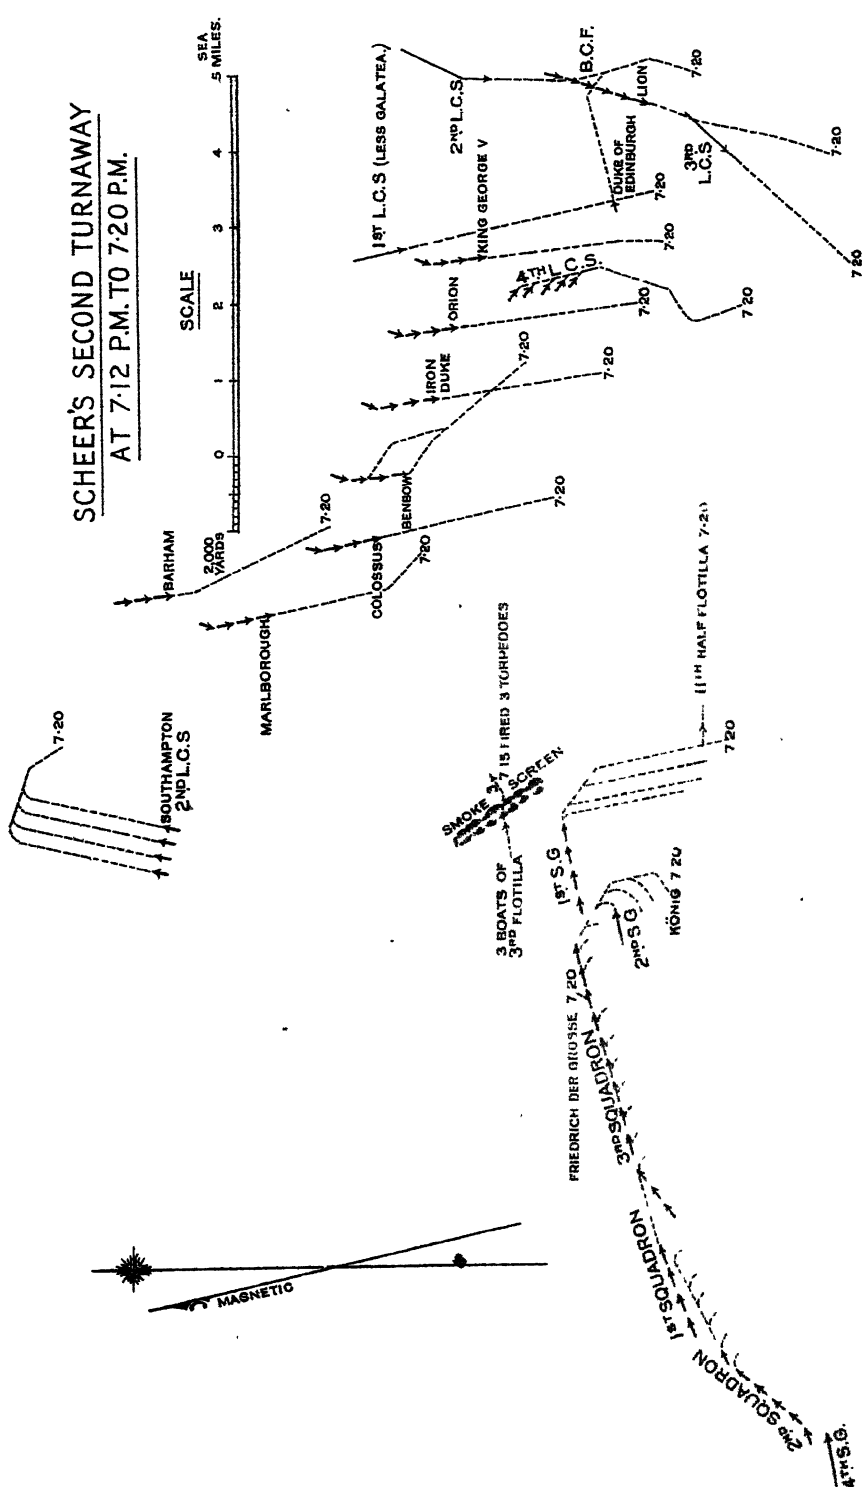 SCHEER'S SECOND TURNAWAY
AT 7·12 P.M. TO 7·20 P.M.
SCALE
2,000
YARDS
0
1
2
3
4
5
SEA
MILES.
1ST L.C.S (LESS GALATEA.)
2ND L.C.S
B.C.F.
LION
7·20
DUKE OF
EDINBURGH
3RD
L.C.S
7·20
7·20
KING GEORGE V
7·20
7·20
4TH L.C.S.
7·20
ORION
7·20
IRON
DUKE
7·20
BENBOW
7·20
COLOSSUS
7·20
BARHAM
7·20
MARLBOROUGH
7·20
SOUTHAMPTON
2ND L.C.S
7·20
SMOKE
SCREEN
7 15 FIRED 3 TORPEDOES
3 BOATS OF
3RD FLOTILLA
11TH HALF FLOTILLA 7·20
7·20
1ST S.G
2ND S G
KÖNIG 7 20
FRIEDRICH DER GROSSE 7 20
3RD SQUADRON
1ST SQUADRON
2ND SQUADRON
4TH S.G.
MAGNETIC